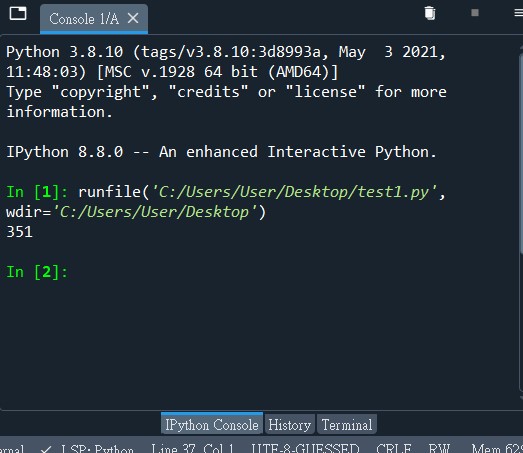 Console 1/A
Python 3.8.10 (tags/v3.8.10:3d8993a, May  3 2021,
11:48:03) [MSC v.1928 64 bit (AMD64)]
Type "copyright", "credits" or "license" for more
information.
IPython 8.8.0 -- An enhanced Interactive Python.
In [1]: runfile('C:/Users/User/Desktop/test1.py',
wdir='C:/Users/User/Desktop')
351
In [2]:
IPython Console History Terminal
LSP: Python Line 37, Col 1 UTF-8-GUESSED CRLF RW Mem